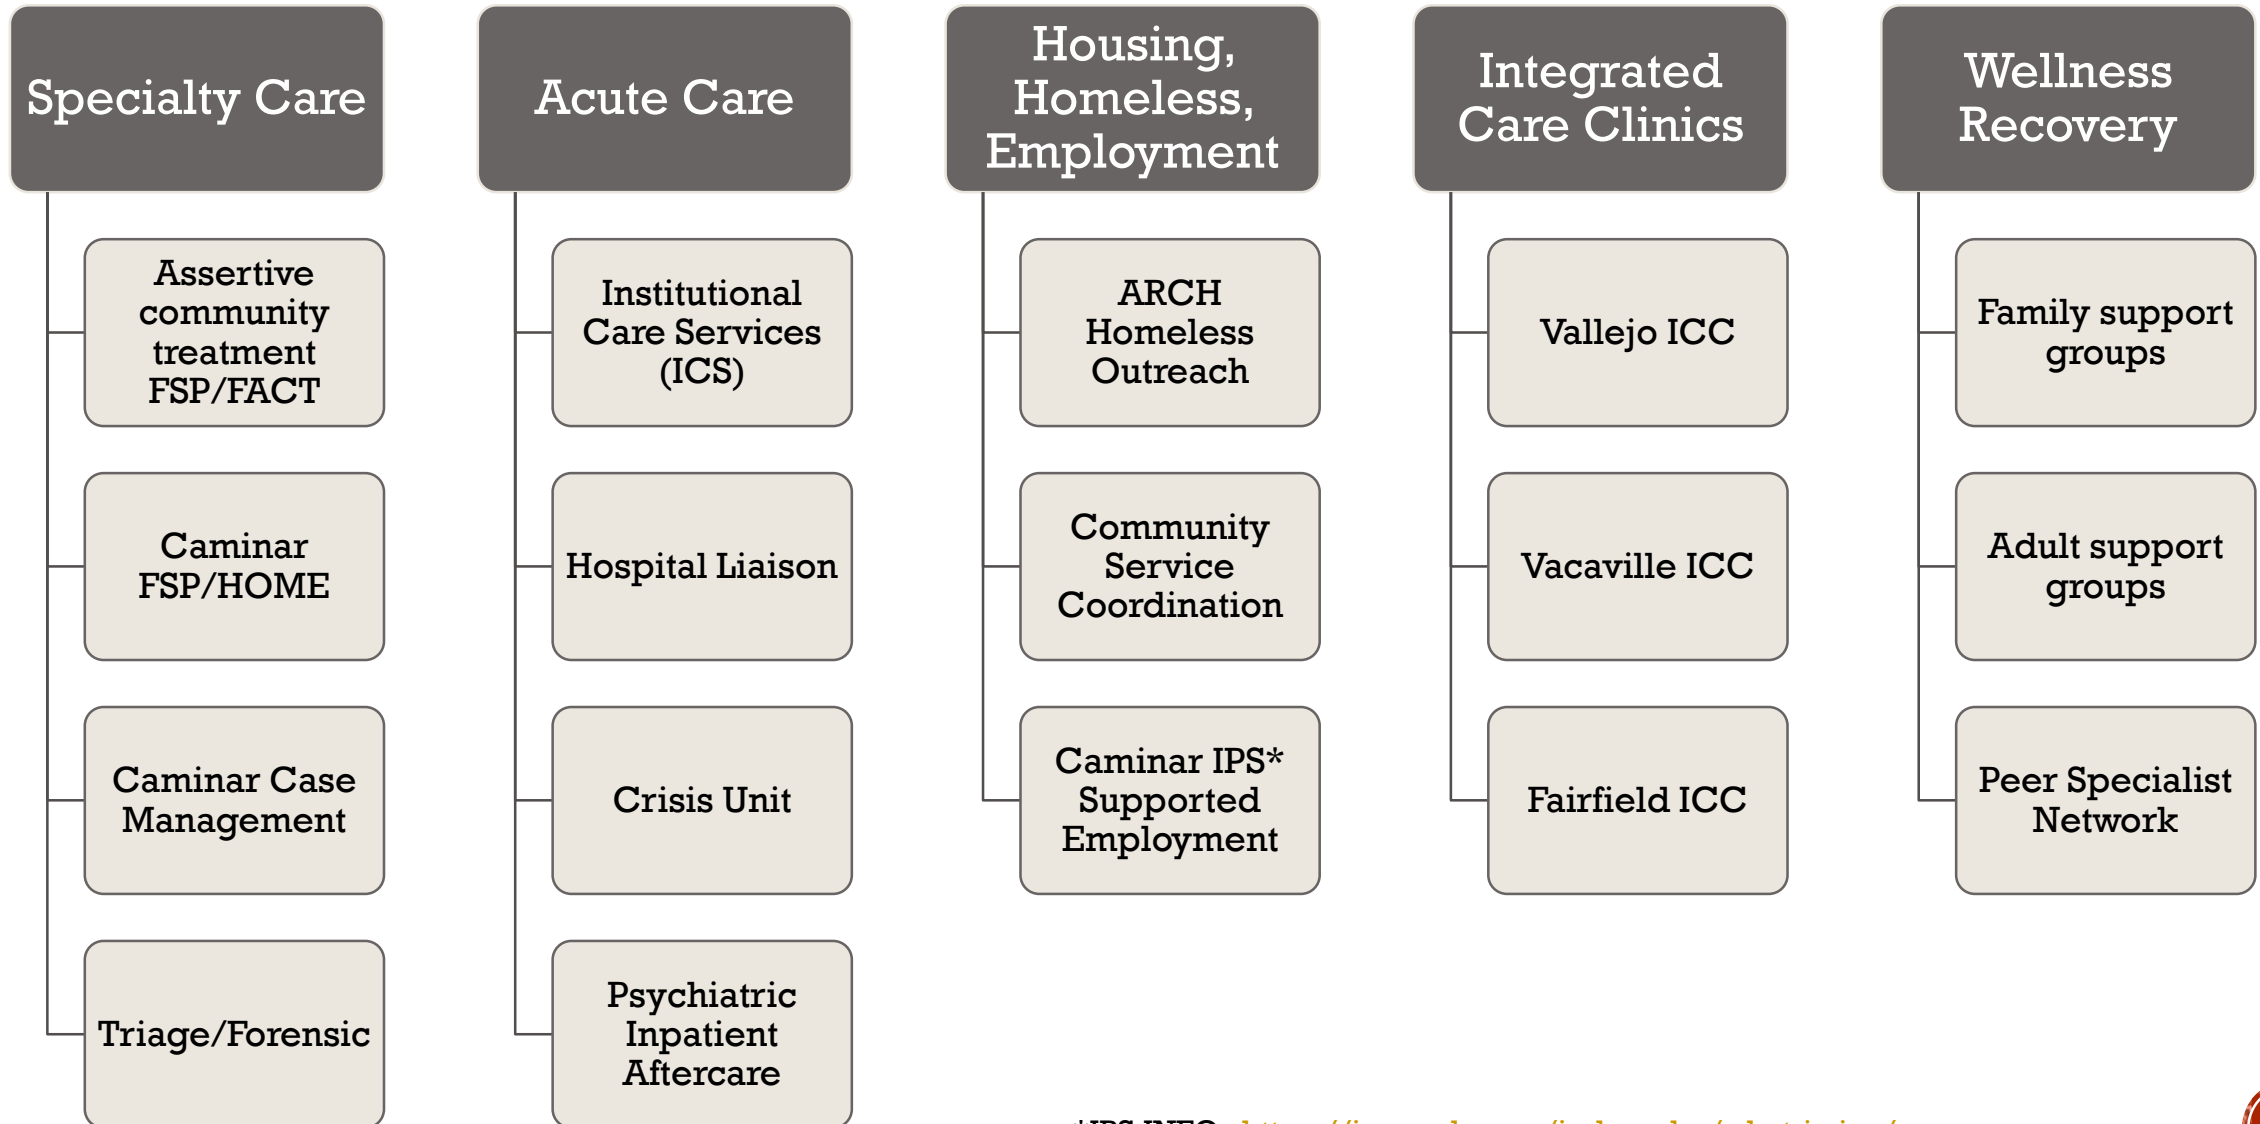 Specialty Care
Assertive
community
treatment
FSP/FACT
Caminar
FSP/HOME
Caminar Case
Management
Triage/Forensic
Acute Care
Institutional
Care Services
(ICS)
Hospital Liaison
Crisis Unit
Psychiatric
Inpatient
Aftercare
Housing,
Homeless,
Employment
ARCH
Homeless
Outreach
Community
Service
Coordination
Caminar IPS*
Supported
Employment
Integrated
Care Clinics
Vallejo ICC
Vacaville ICC
Fairfield ICC
Wellness
Recovery
Family support
groups
Adult support
groups
Peer Specialist
Network
*IPS INFO